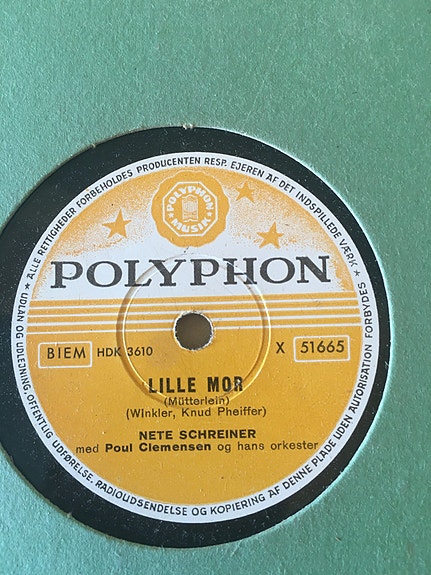 ALLE RETTIGHEDER FORBEHOLDES PRODUCENTEN RESP. EJEREN AF DET INDSPILLEDE VÆRK ★
UDLÅN OG UDLEJNING, OFFENTLIG UDFØRELSE, RADIOUDSENDELSE OG KOPIERING AF DENNE PLADE UDEN AUTORISATION FORBYDES ★
POLYPHON
MUSIK
POLYPHON
BIEM HDK 3610 X 51665
LILLE MOR
(Mütterlein)
(Winkler, Knud Pheiffer)
NETE SCHREINER
med Poul Clemensen og hans orkester